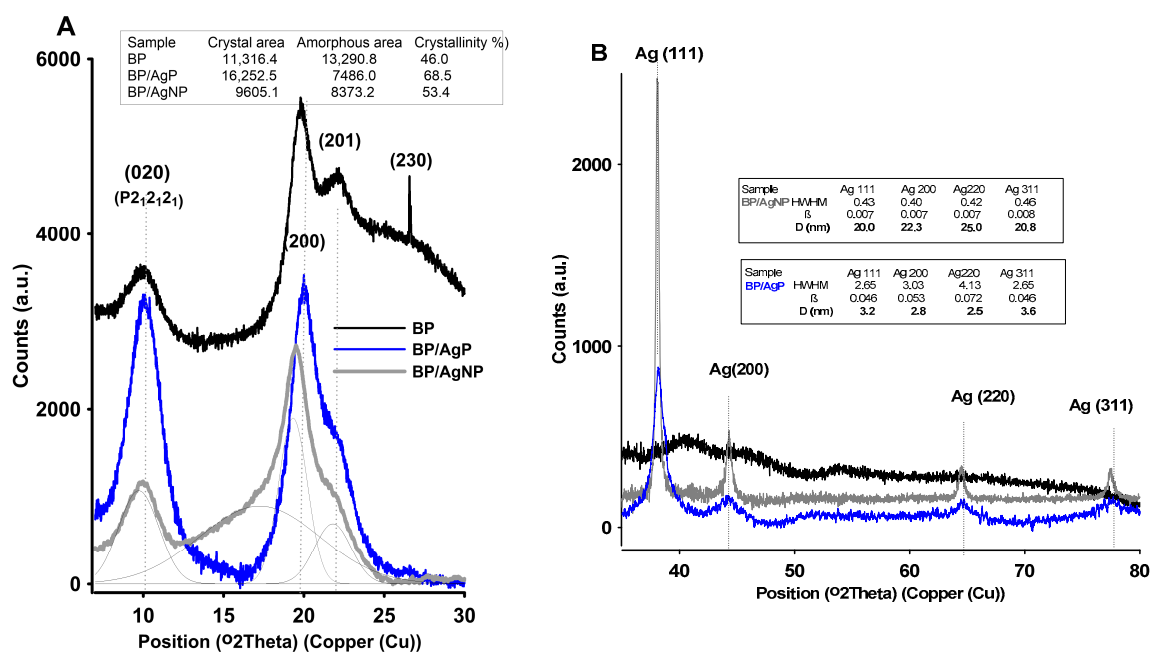 A
Sample Crystal area Amorphous area Crystallinity %)
BP 11,316.4 13,290.8 46.0
BP/AgP 16,252.5 7486.0 68.5
BP/AgNP 9605.1 8373.2 53.4
6000
4000
2000
0
Counts (a.u.)
(020)
(P2₁2₁2₁)
(201)
(230)
(200)
BP
BP/AgP
BP/AgNP
10 15 20 25 30
Position (º2Theta) (Copper (Cu))
B
Ag (111)
2000
1000
0
Counts (a.u.)
Sample Ag 111 Ag 200 Ag220 Ag 311
BP/AgNP HWHM 0.43 0.40 0.42 0.46
ß 0.007 0.007 0.007 0.008
D (nm) 20.0 22.3 25.0 20.8
Sample Ag 111 Ag 200 Ag220 Ag 311
BP/AgP HWHM 2.65 3.03 4.13 2.65
ß 0.046 0.053 0.072 0.046
D (nm) 3.2 2.8 2.5 3.6
Ag(200)
Ag (220)
Ag (311)
40 50 60 70 80
Position (º2Theta) (Copper (Cu))